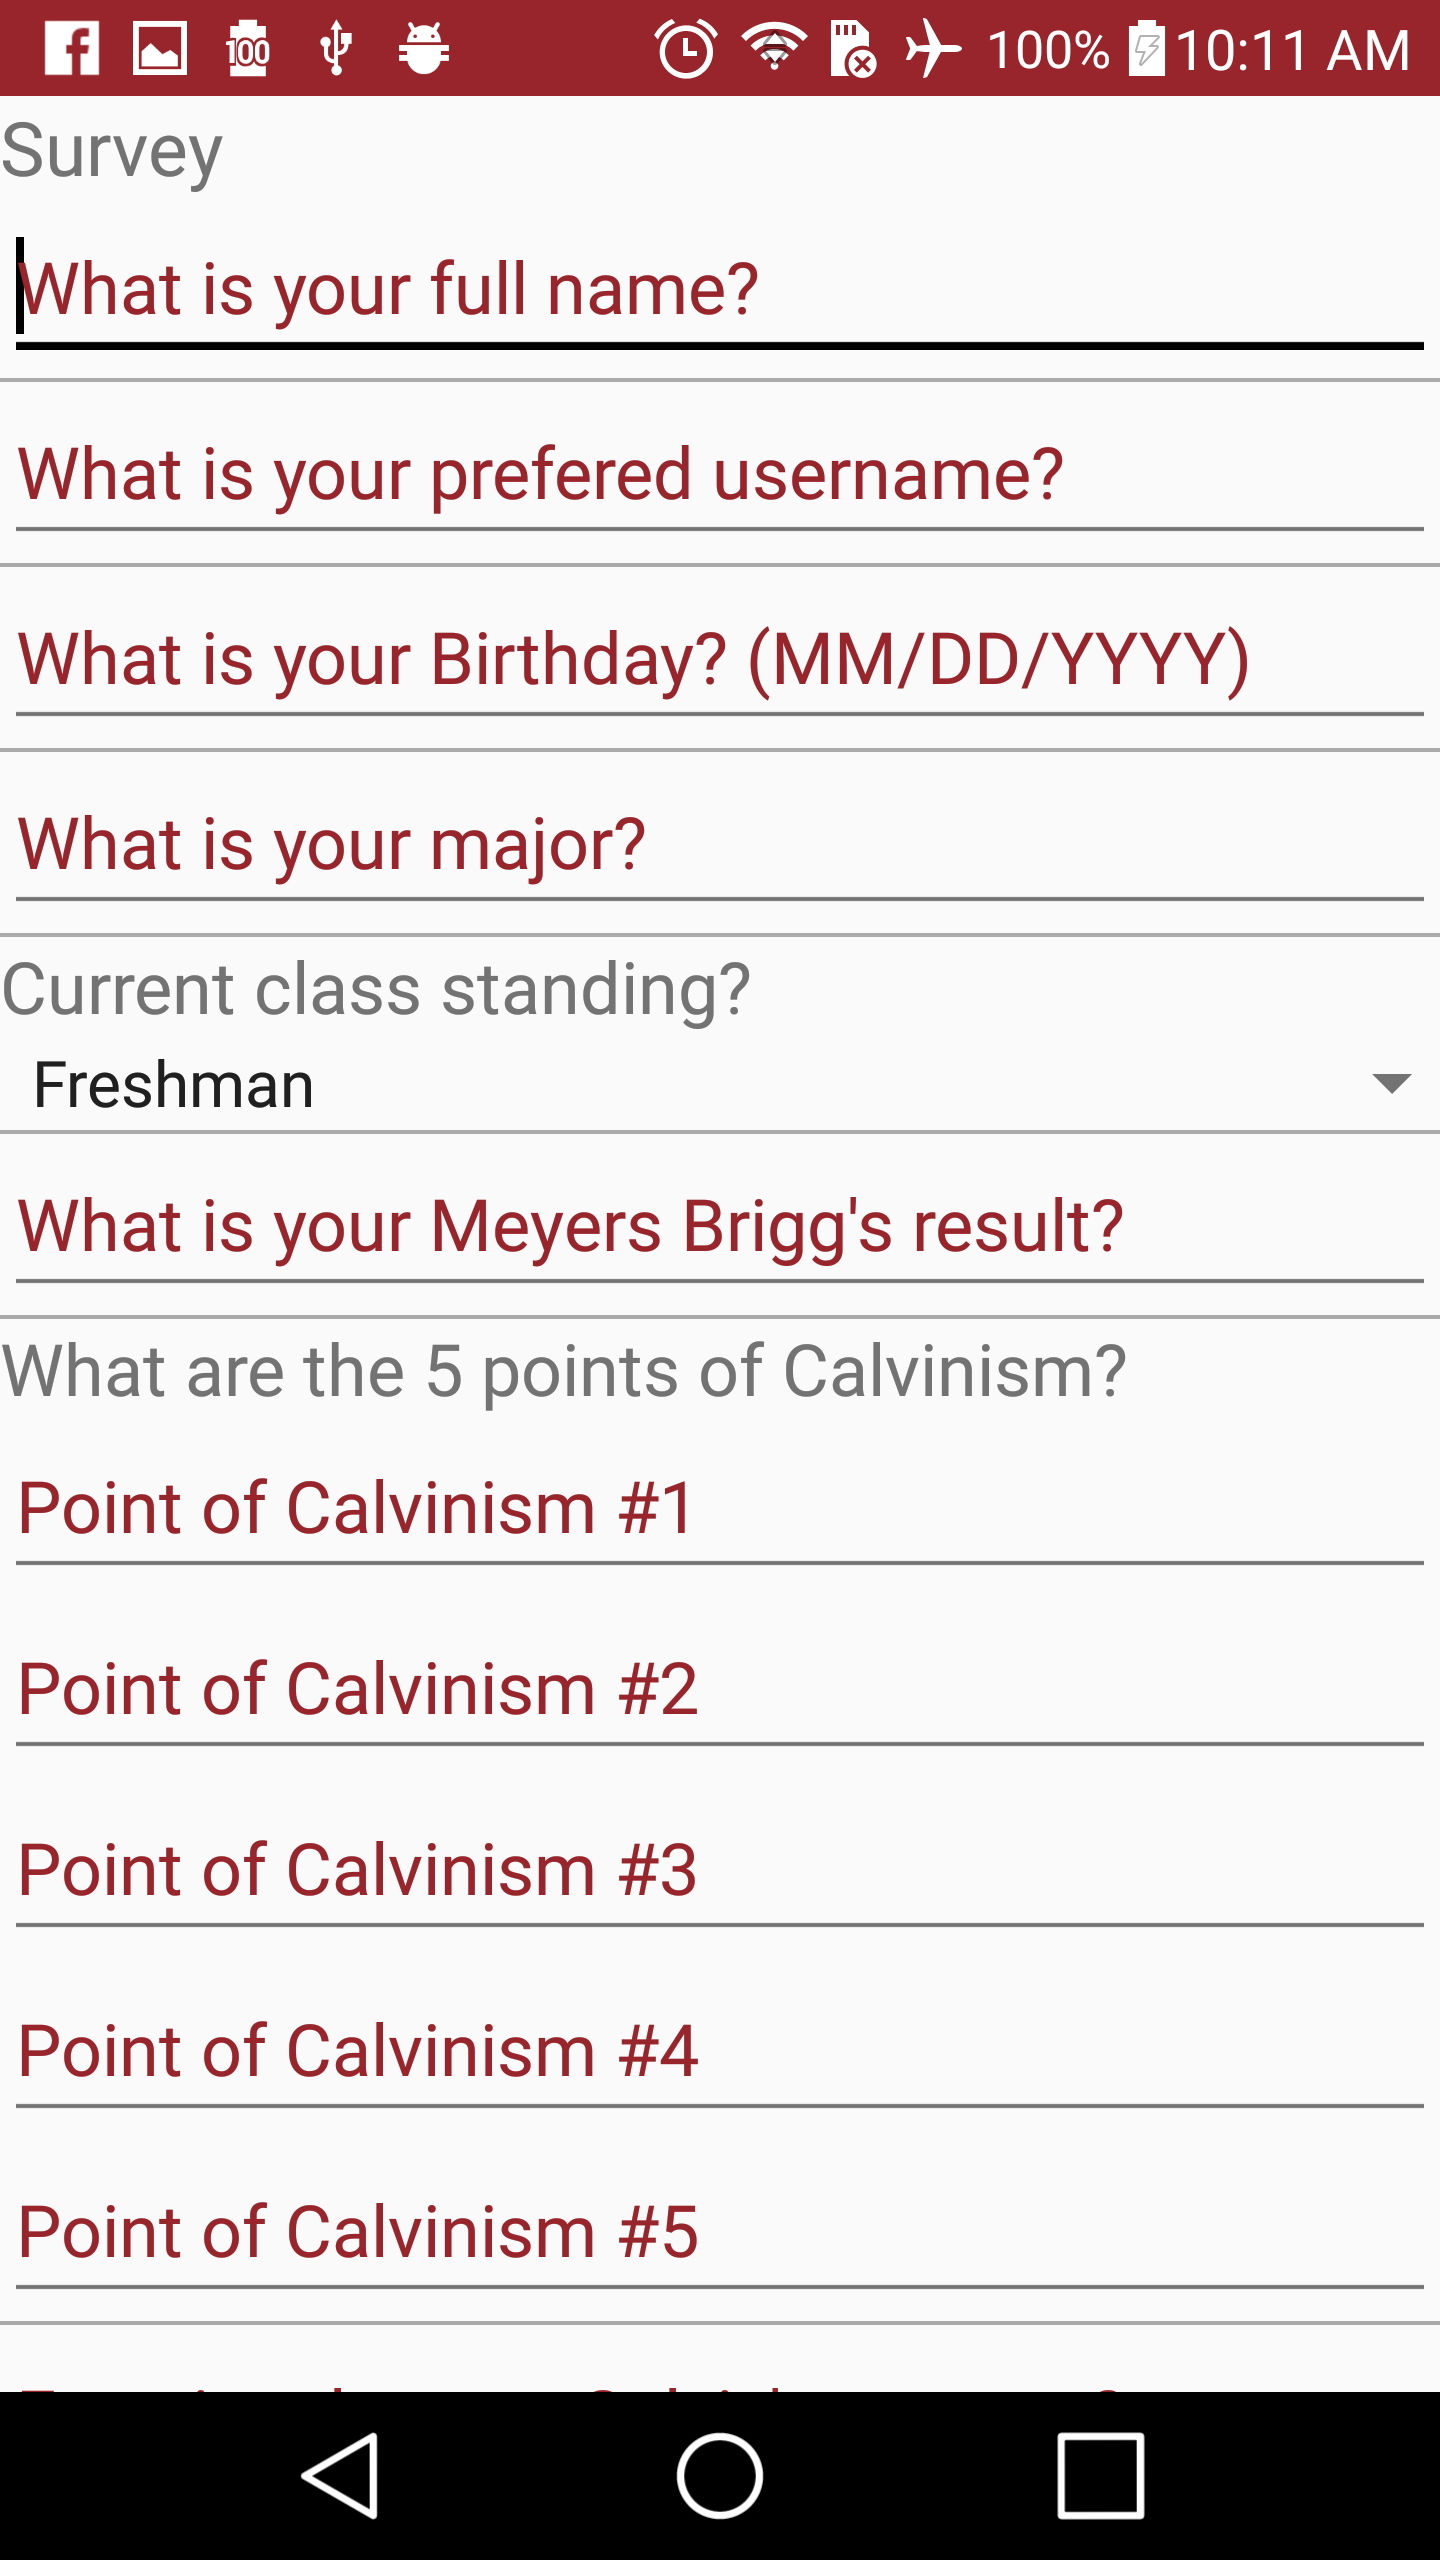 100 100% 10:11 AM
Survey
What is your full name?
What is your prefered username?
What is your Birthday? (MM/DD/YYYY)
What is your major?
Current class standing?
Freshman
What is your Meyers Brigg's result?
What are the 5 points of Calvinism?
Point of Calvinism #1
Point of Calvinism #2
Point of Calvinism #3
Point of Calvinism #4
Point of Calvinism #5